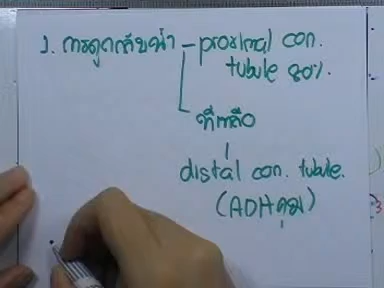 1. การดูดกลับน้ำ - proximal con.
tubule 80%.
ที่เหลือ
distal con. tubule.
(ADH คุม)